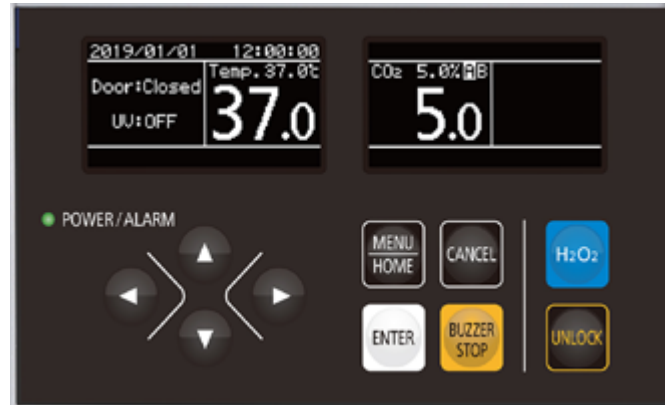 2019/01/01 12:00:00
Door:Closed
UV:OFF
Temp.37.0℃
37.0
CO₂ 5.0% A B
5.0
POWER/ALARM
MENU
HOME
CANCEL
H₂O₂
ENTER
BUZZER
STOP
UNLOCK